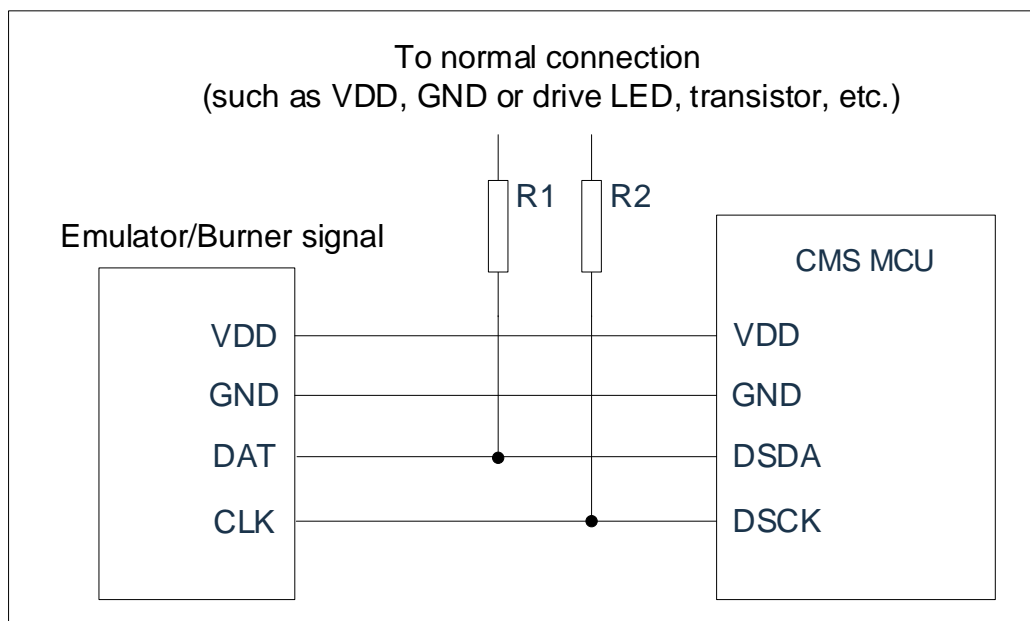 To normal connection
(such as VDD, GND or drive LED, transistor, etc.)
R1
R2
Emulator/Burner signal
CMS MCU
VDD
VDD
GND
GND
DAT
DSDA
CLK
DSCK